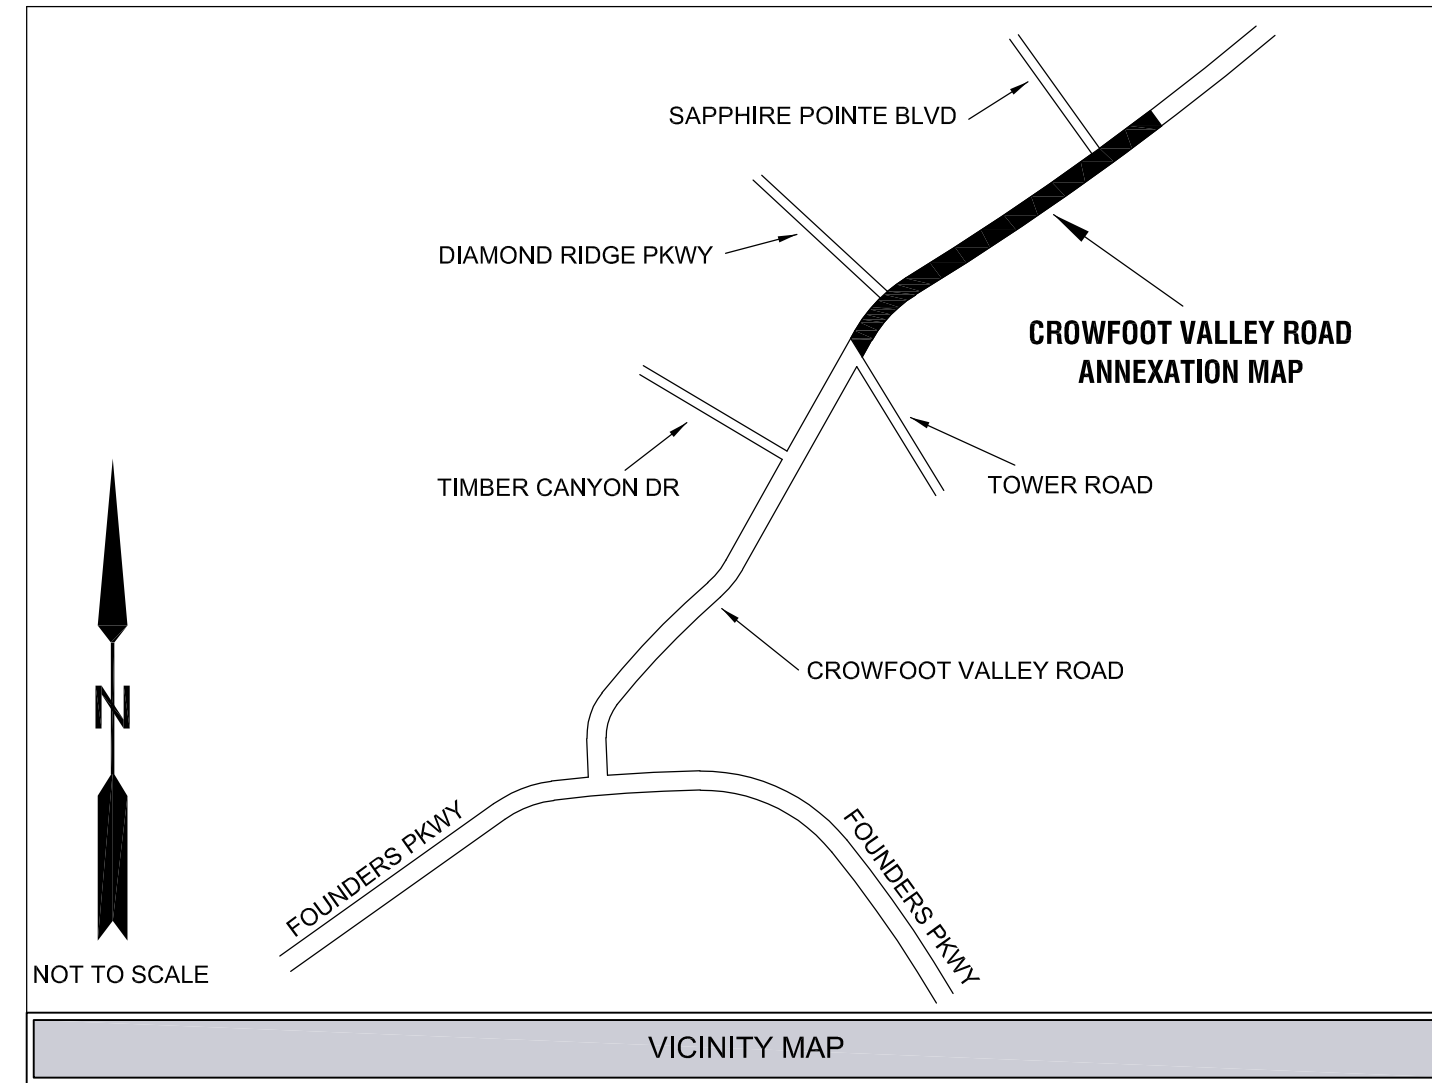 SAPPHIRE POINTE BLVD
DIAMOND RIDGE PKWY
CROWFOOT VALLEY ROAD
ANNEXATION MAP
TIMBER CANYON DR
TOWER ROAD
CROWFOOT VALLEY ROAD
N
FOUNDERS PKWY
FOUNDERS PKWY
NOT TO SCALE
VICINITY MAP